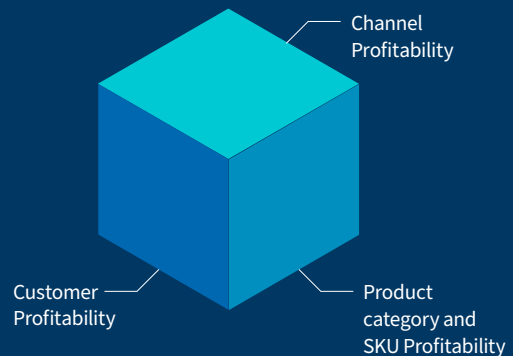 Channel
Profitability
Customer
Profitability
Product
category and
SKU Profitability